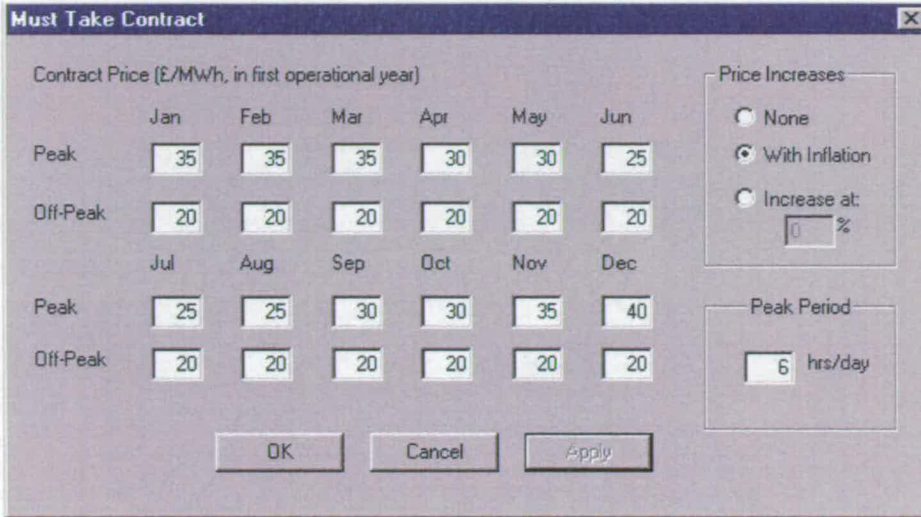 Must Take Contract
Contract Price (£/MWh, in first operational year)
Jan Feb Mar Apr May Jun
Peak 35 35 35 30 30 25
Off-Peak 20 20 20 20 20 20
Jul Aug Sep Oct Nov Dec
Peak 25 25 30 30 35 40
Off-Peak 20 20 20 20 20 20
Price Increases
None
With Inflation
Increase at:
0 %
Peak Period
6 hrs/day
OK Cancel Apply